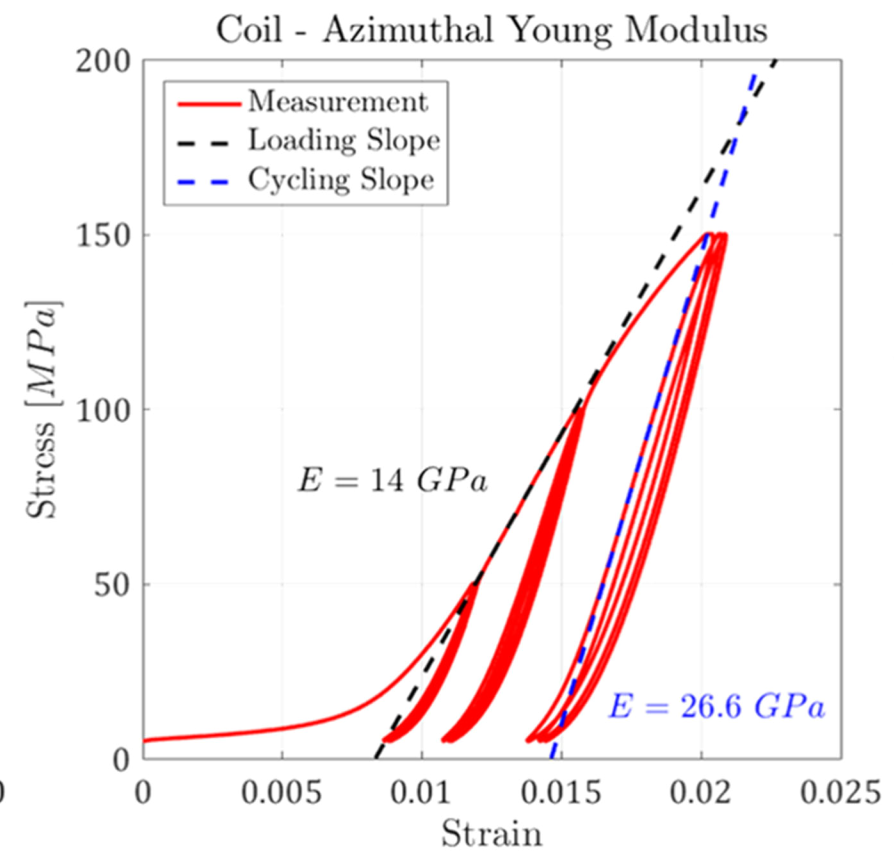 Coil - Azimuthal Young Modulus
200
Measurement
Loading Slope
Cycling Slope
150
Stress [MPa]
100
E = 14 GPa
50
E = 26.6 GPa
0
0
0
0.005
0.01
0.015
0.02
0.025
Strain